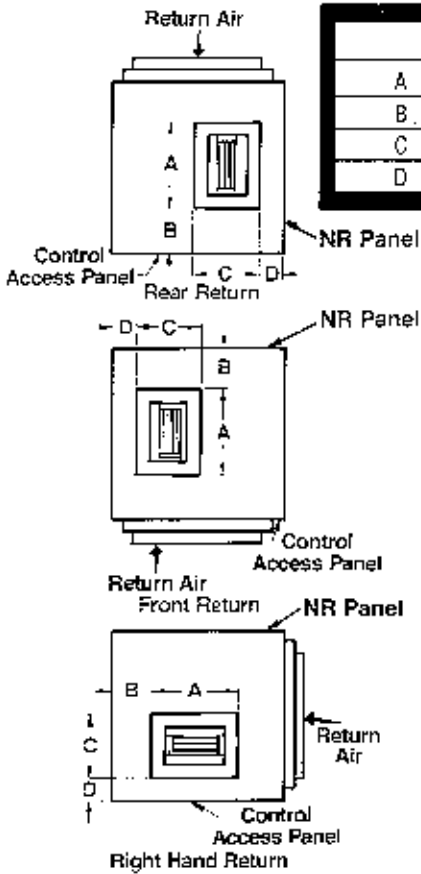 Return Air
A
B
C
D
A
B
NR Panel
Control
Access Panel
C D
Rear Return
D C
NR Panel
B
A
Control
Access Panel
Return Air
Front Return
NR Panel
B A
C
D
Return
Air
Control
Access Panel
Right Hand Return